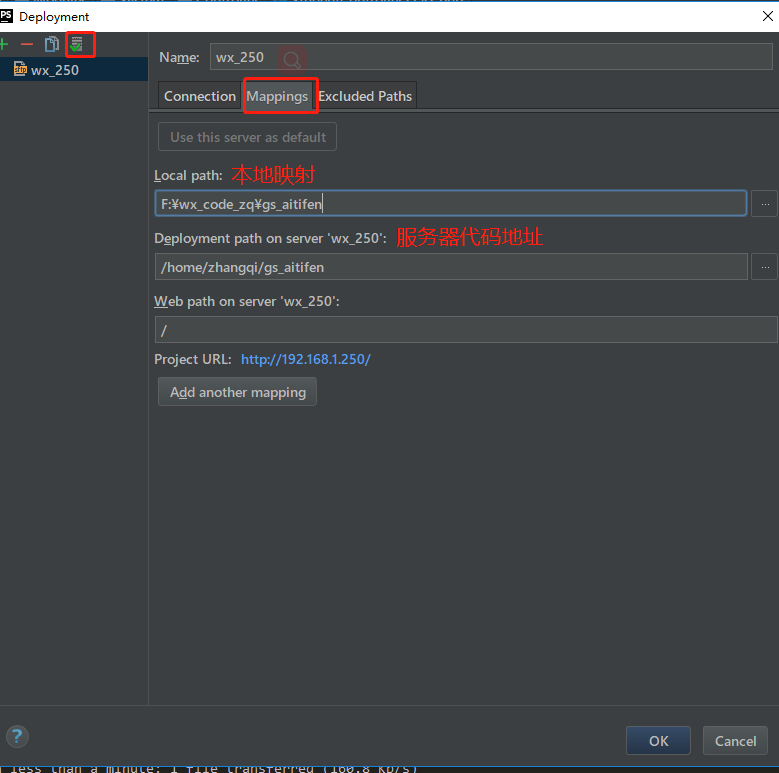 PS Deployment
wx_250
Name: wx_250
Connection Mappings Excluded Paths
Use this server as default
Local path: 本地映射
F:¥wx_code_zq¥gs_aitifen
...
Deployment path on server 'wx_250': 服务器代码地址
/home/zhangqi/gs_aitifen
...
Web path on server 'wx_250':
/
Project URL: http://192.168.1.250/
Add another mapping
?
OK Cancel
less than a minute: 1 file transferred (160.8 kb/s)